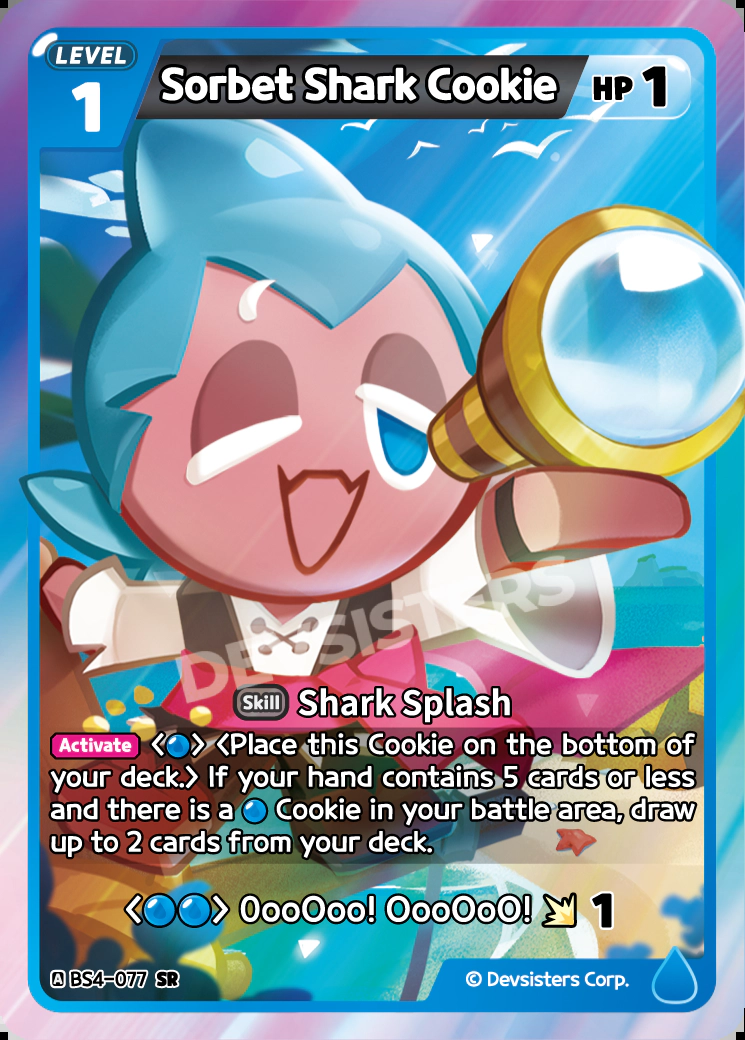 LEVEL
1
Sorbet Shark Cookie
HP 1
DEVSISTERS
Skill Shark Splash
Activate < > <Place this Cookie on the bottom of
your deck.> If your hand contains 5 cards or less
and there is a Cookie in your battle area, draw
up to 2 cards from your deck.
< > OooOoo! OooOoO! 1
A BS4-077 SR
© Devsisters Corp.